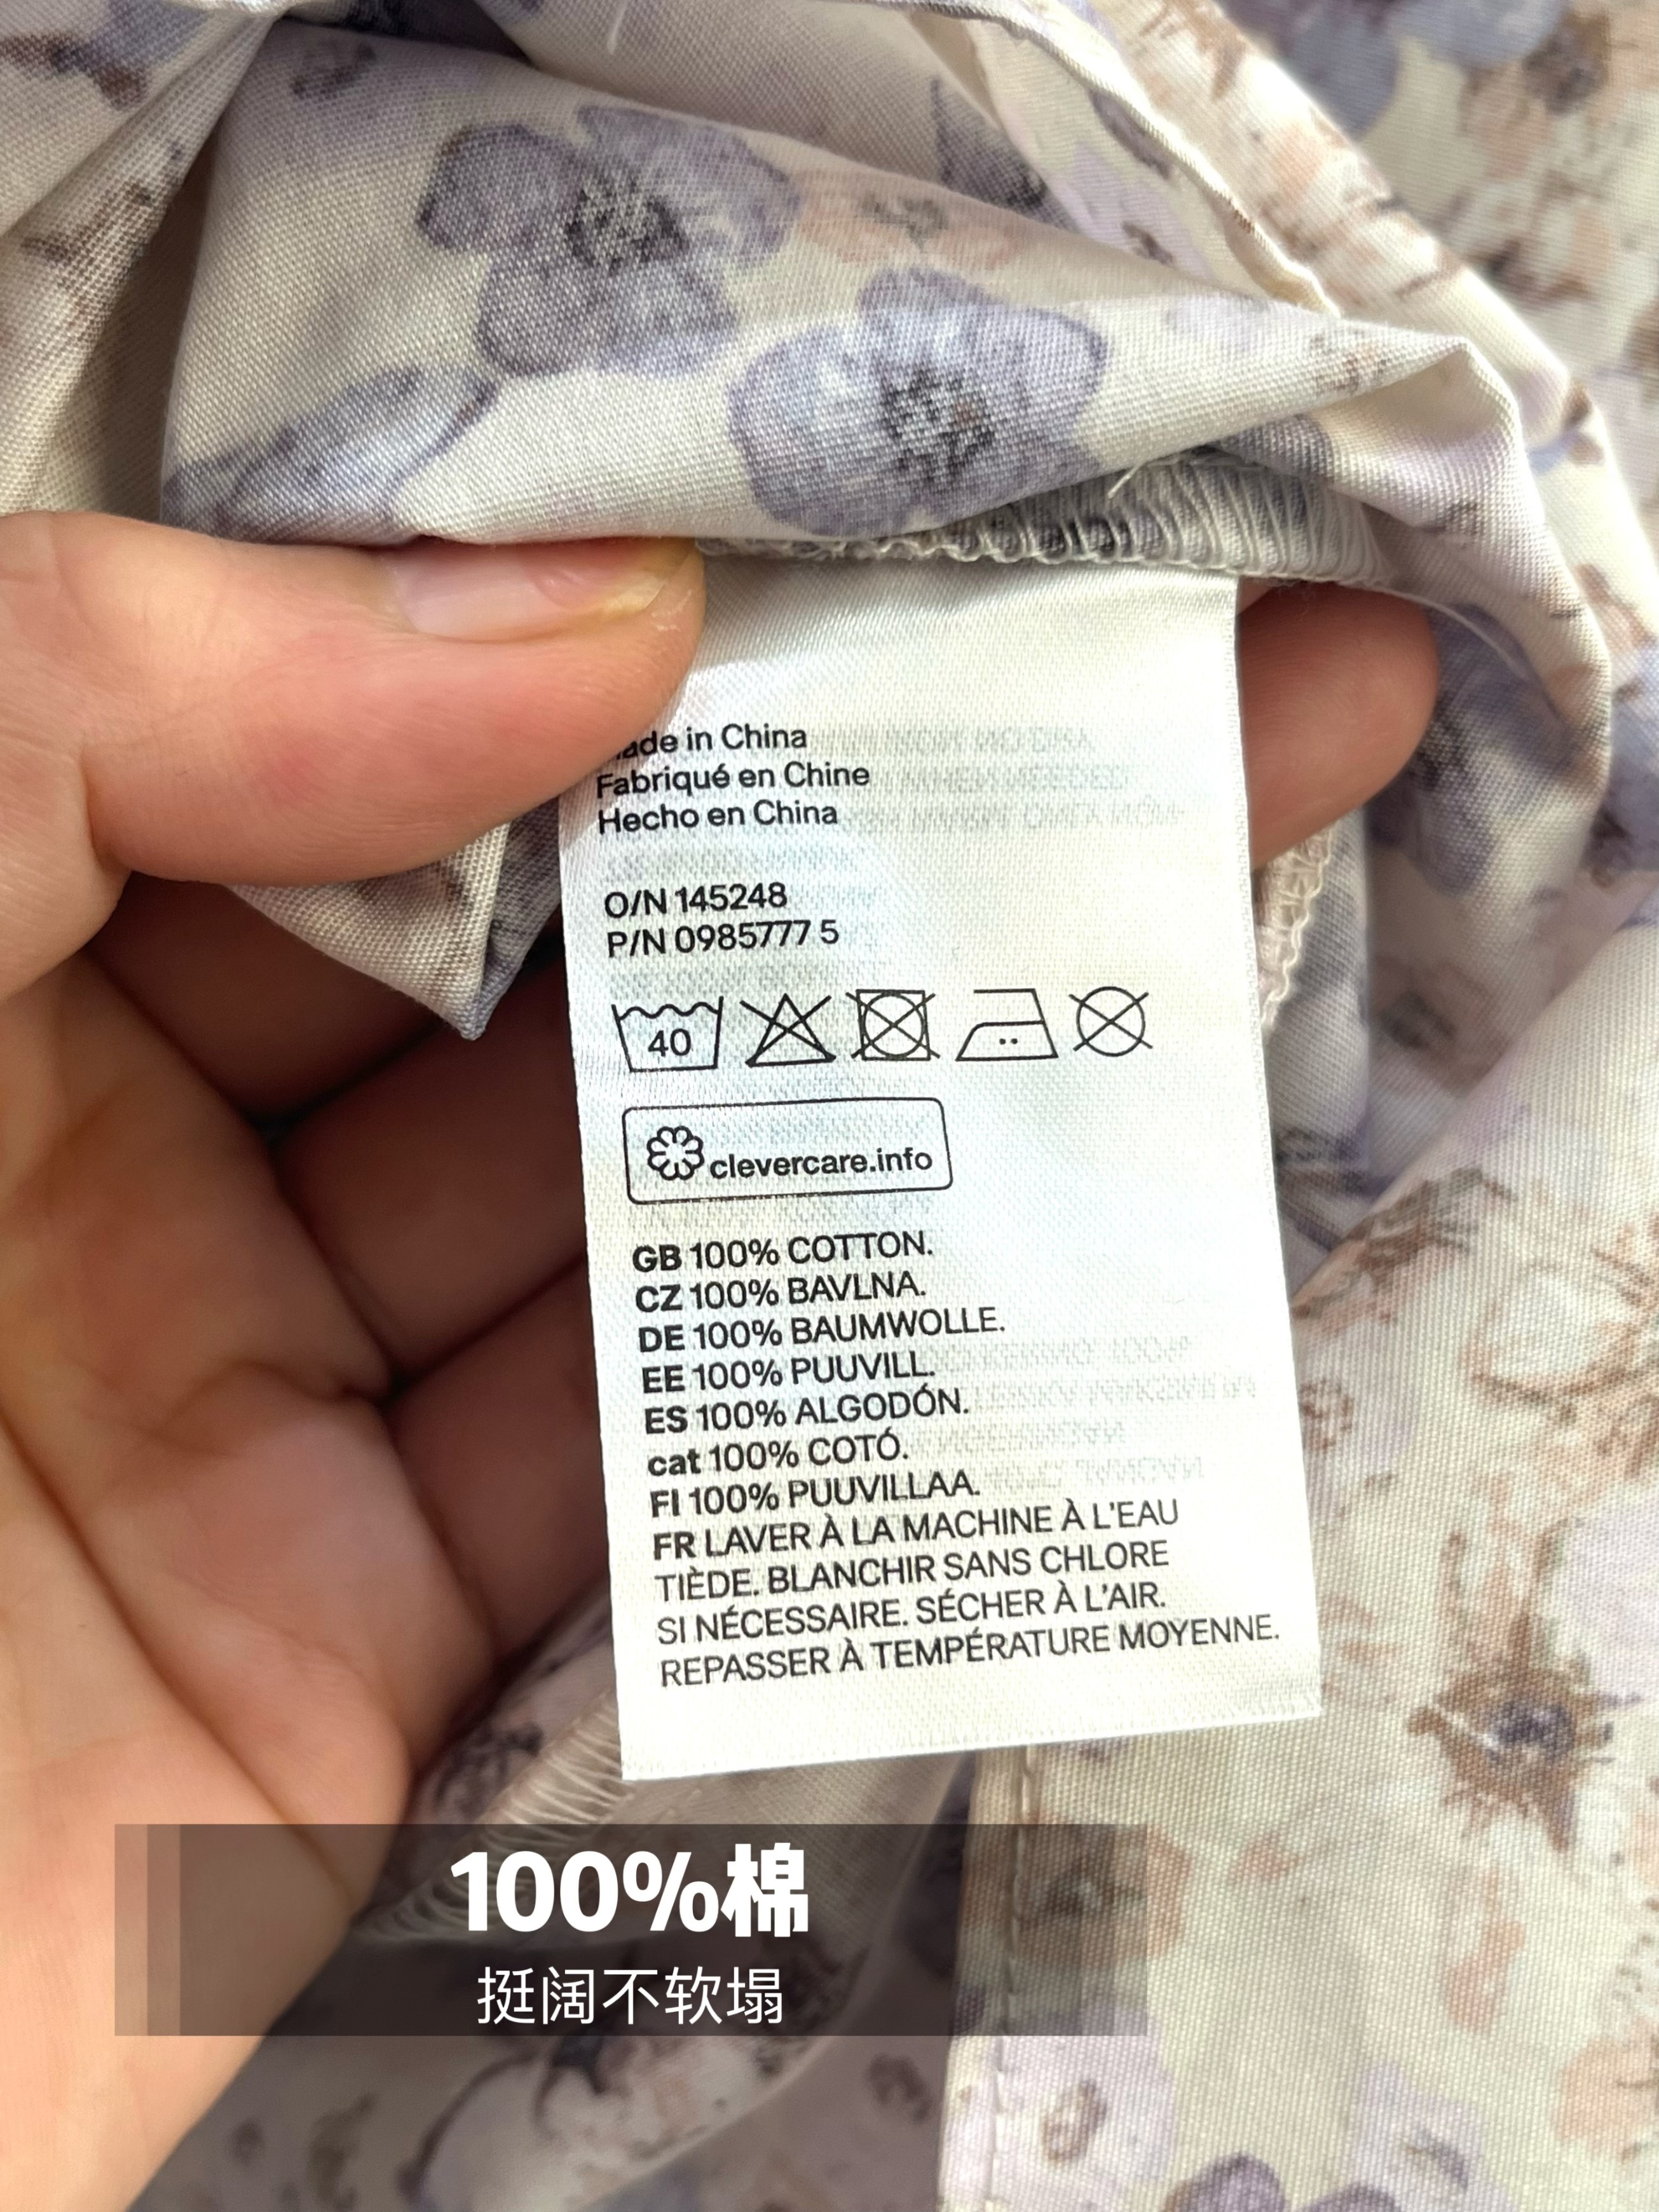 Made in China
Fabriqué en Chine
Hecho en China
O/N 145248
P/N 0985777 5
40
clevercare.info
GB 100% COTTON.
CZ 100% BAVLNA.
DE 100% BAUMWOLLE.
EE 100% PUUVILL.
ES 100% ALGODÓN.
cat 100% COTÓ.
FI 100% PUUVILLAA.
FR LAVER À LA MACHINE À L'EAU
TIÈDE. BLANCHIR SANS CHLORE
SI NÉCESSAIRE. SÉCHER À L'AIR.
REPASSER À TEMPÉRATURE MOYENNE.
100%棉
挺阔不软塌